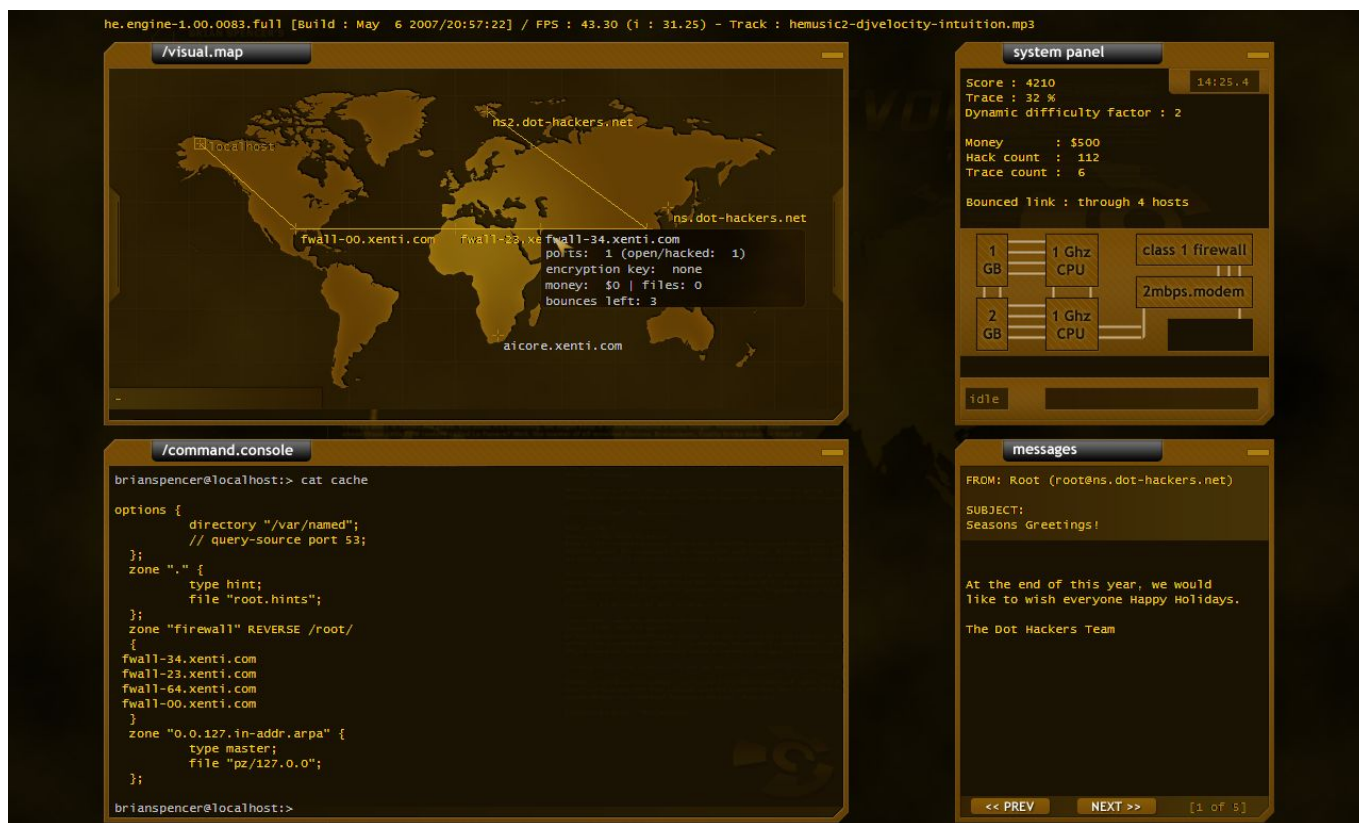 he.engine-1.00.0083.full [Build : May  6 2007/20:57:22] / FPS : 43.30 (i : 31.25) - Track : hemusic2-djvelocity-intuition.mp3
/visual.map
ns2.dot-hackers.net
localhost
ns.dot-hackers.net
fwall-00.xenti.com
fwall-23.xe
fwall-34.xenti.com
ports:  1 (open/hacked:  1)
encryption key:  none
money:  $0 | files: 0
bounces left: 3
aicore.xenti.com
-
system panel
14:25.4
Score : 4210
Trace : 32 %
Dynamic difficulty factor : 2
Money      : $500
Hack count  :  112
Trace count :  6
Bounced link : through 4 hosts
1 GB
1 Ghz CPU
class 1 firewall
2mbps.modem
2 GB
1 Ghz CPU
idle
/command.console
brianspencer@localhost:> cat cache
options {
directory "/var/named";
// query-source port 53;
};
zone "." {
type hint;
file "root.hints";
};
zone "firewall" REVERSE /root/
{
fwall-34.xenti.com
fwall-23.xenti.com
fwall-64.xenti.com
fwall-00.xenti.com
}
zone "0.0.127.in-addr.arpa" {
type master;
file "pz/127.0.0";
};
brianspencer@localhost:>
messages
FROM: Root (root@ns.dot-hackers.net)
SUBJECT:
Seasons Greetings!
At the end of this year, we would
like to wish everyone Happy Holidays.
The Dot Hackers Team
<< PREV
NEXT >>
[1 of 5]